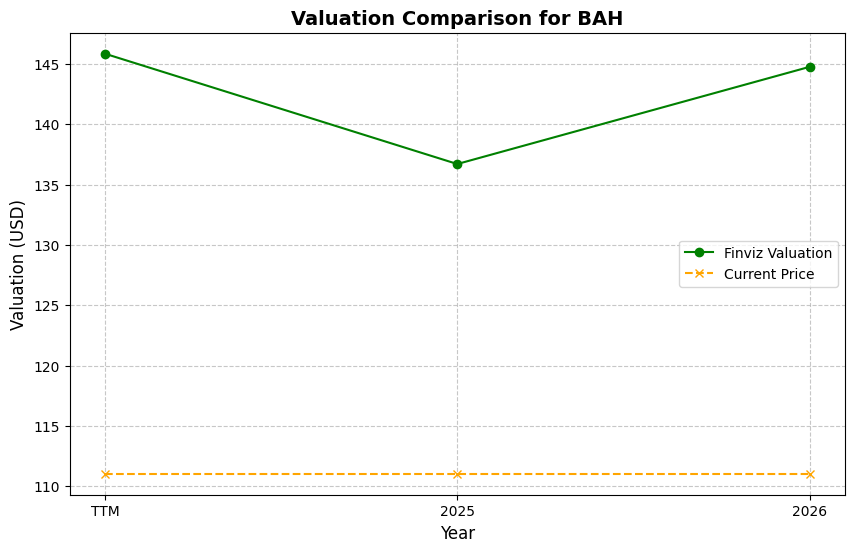 Valuation Comparison for BAH
Valuation (USD)
145
140
135
130
125
120
115
110
Finviz Valuation
Current Price
TTM
2025
2026
Year